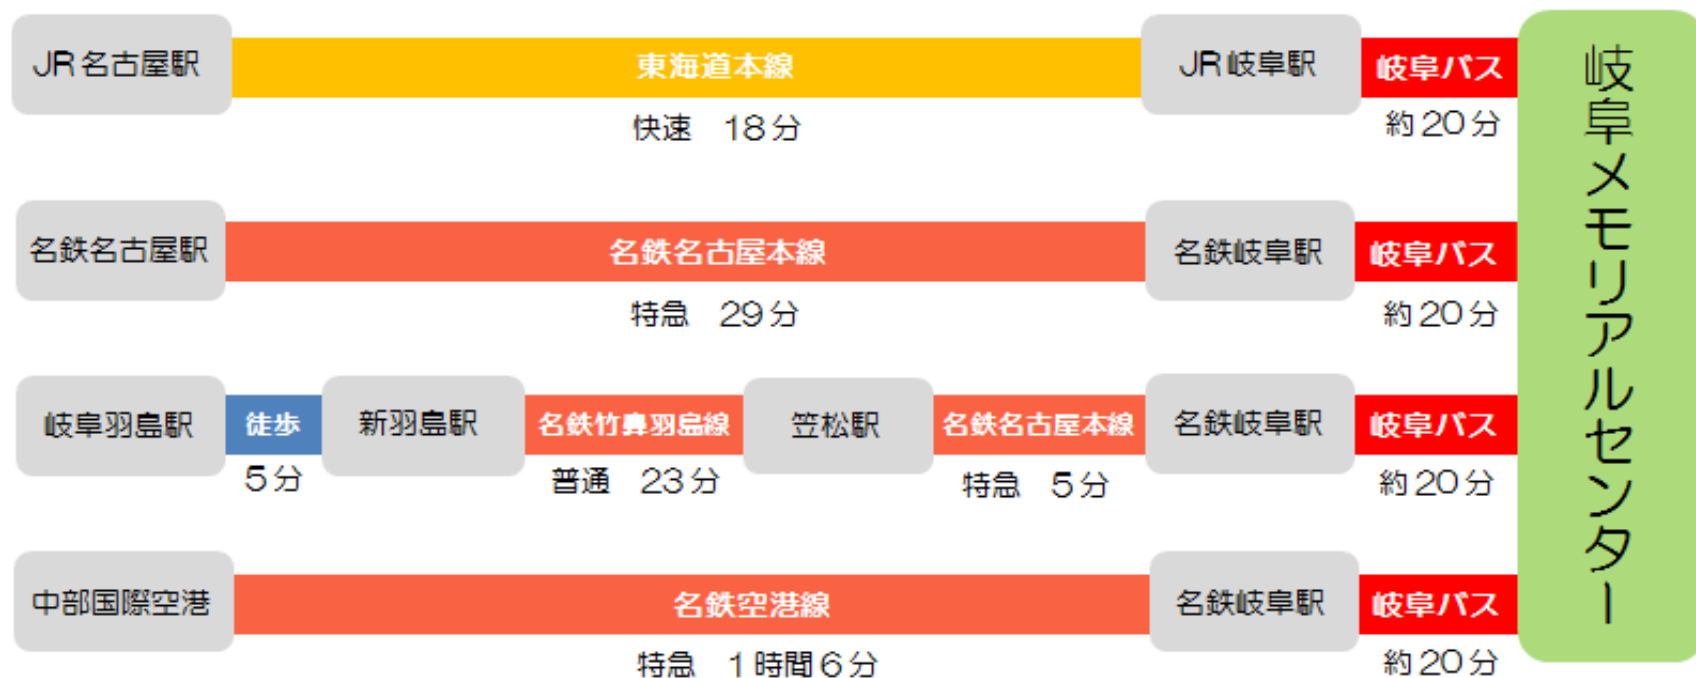 JR名古屋駅 東海道本線 JR岐阜駅 岐阜バス
快速 18分 約20分
名鉄名古屋駅 名鉄名古屋本線 名鉄岐阜駅 岐阜バス
特急 29分 約20分
岐阜羽島駅 徒歩 新羽島駅 名鉄竹鼻羽島線 笠松駅 名鉄名古屋本線 名鉄岐阜駅 岐阜バス
5分 普通 23分 特急 5分 約20分
中部国際空港 名鉄空港線 名鉄岐阜駅 岐阜バス
特急 1時間6分 約20分
岐阜メモリアルセンター